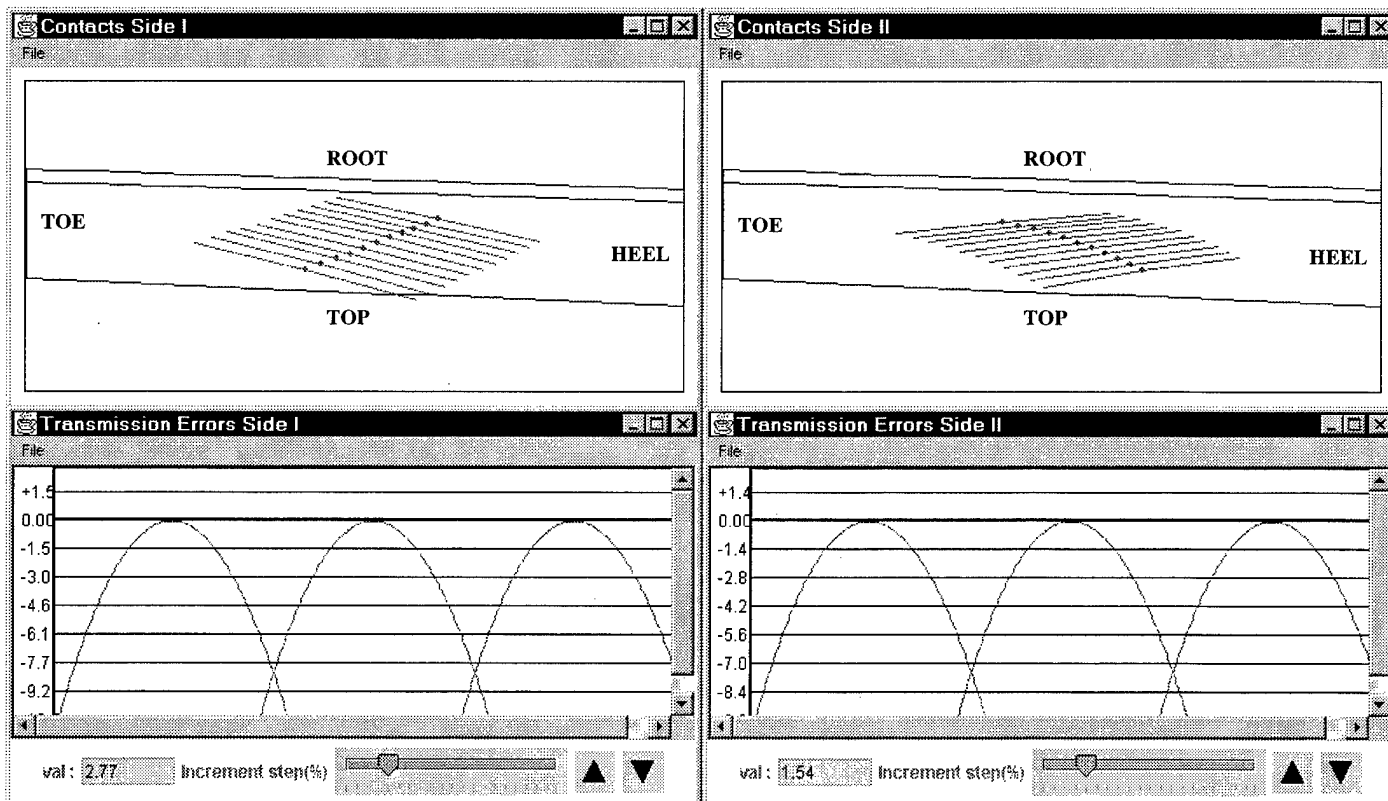 Contacts Side I
File
ROOT
TOE
HEEL
TOP
Contacts Side II
File
ROOT
TOE
HEEL
TOP
Transmission Errors Side I
File
+1.5
0.00
-1.5
-3.0
-4.6
-6.1
-7.7
-9.2
val : 2.77 Increment step(%)
Transmission Errors Side II
File
+1.4
0.00
-1.4
-2.8
-4.2
-5.6
-7.0
-8.4
val : 1.54 Increment step(%)